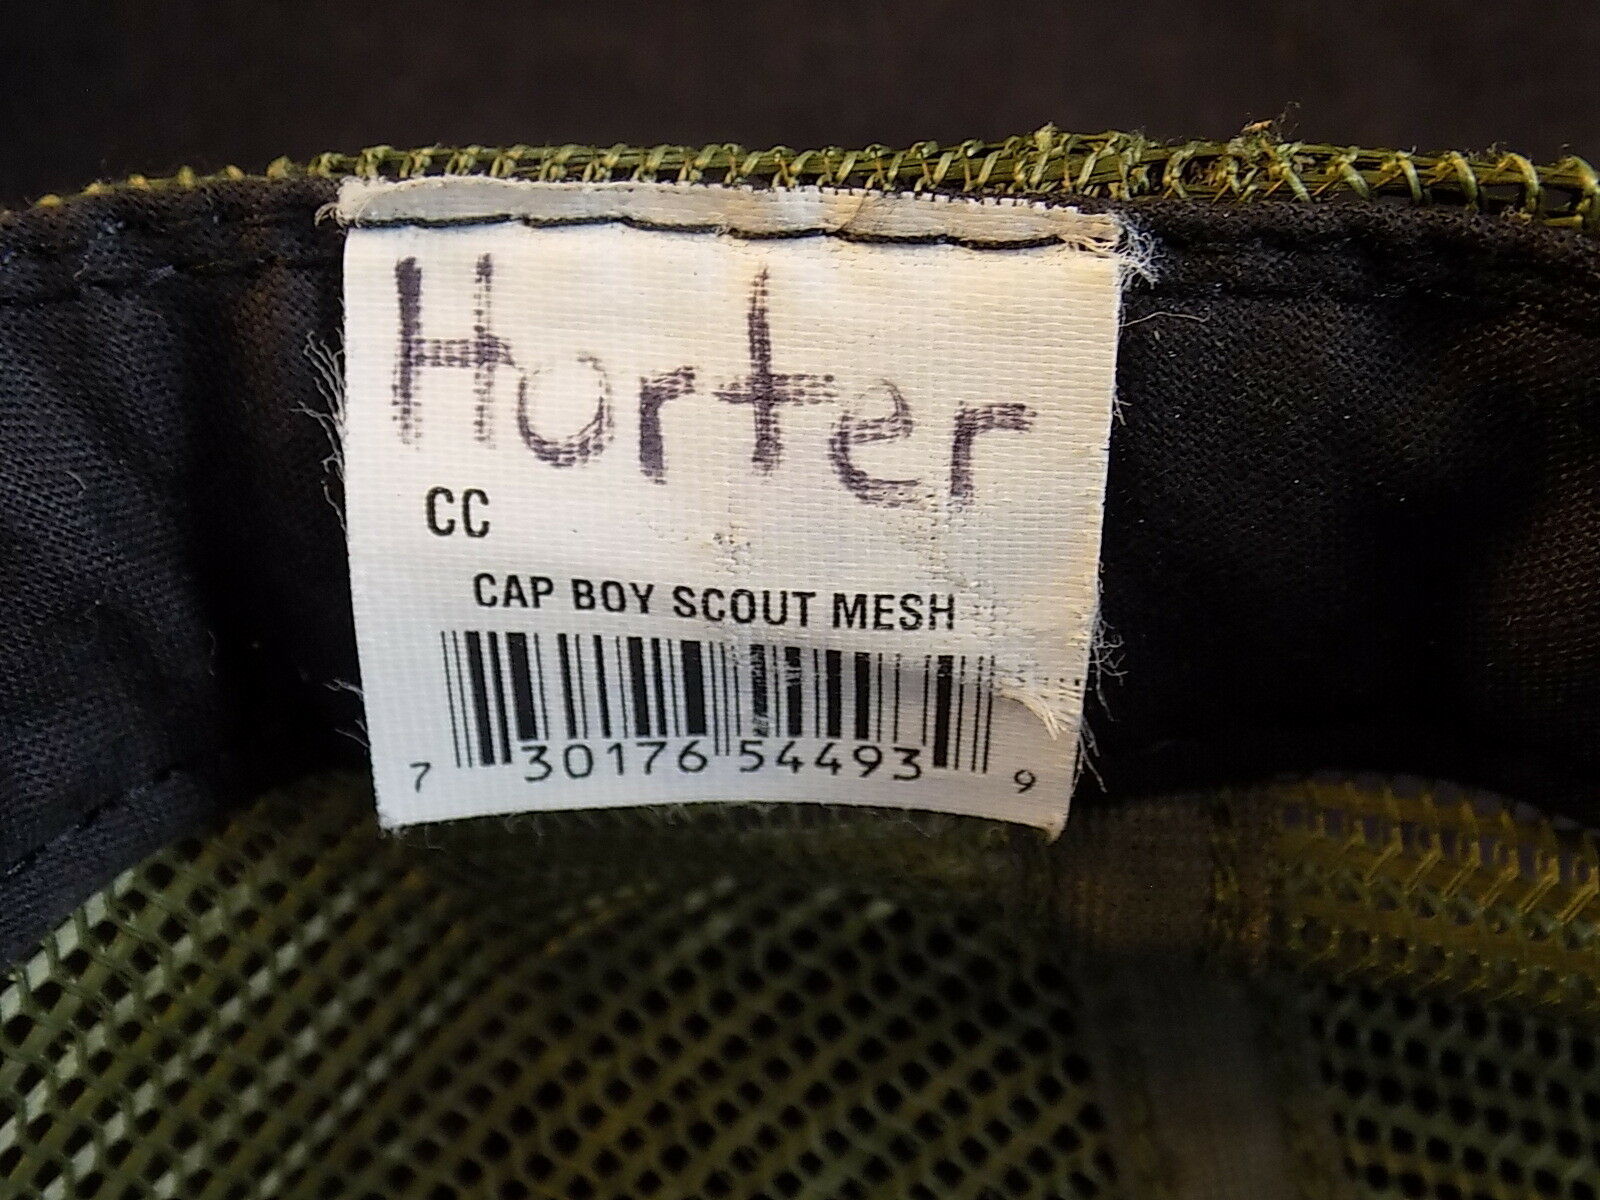 Horter
CC
CAP BOY SCOUT MESH
7 30176 54493 9